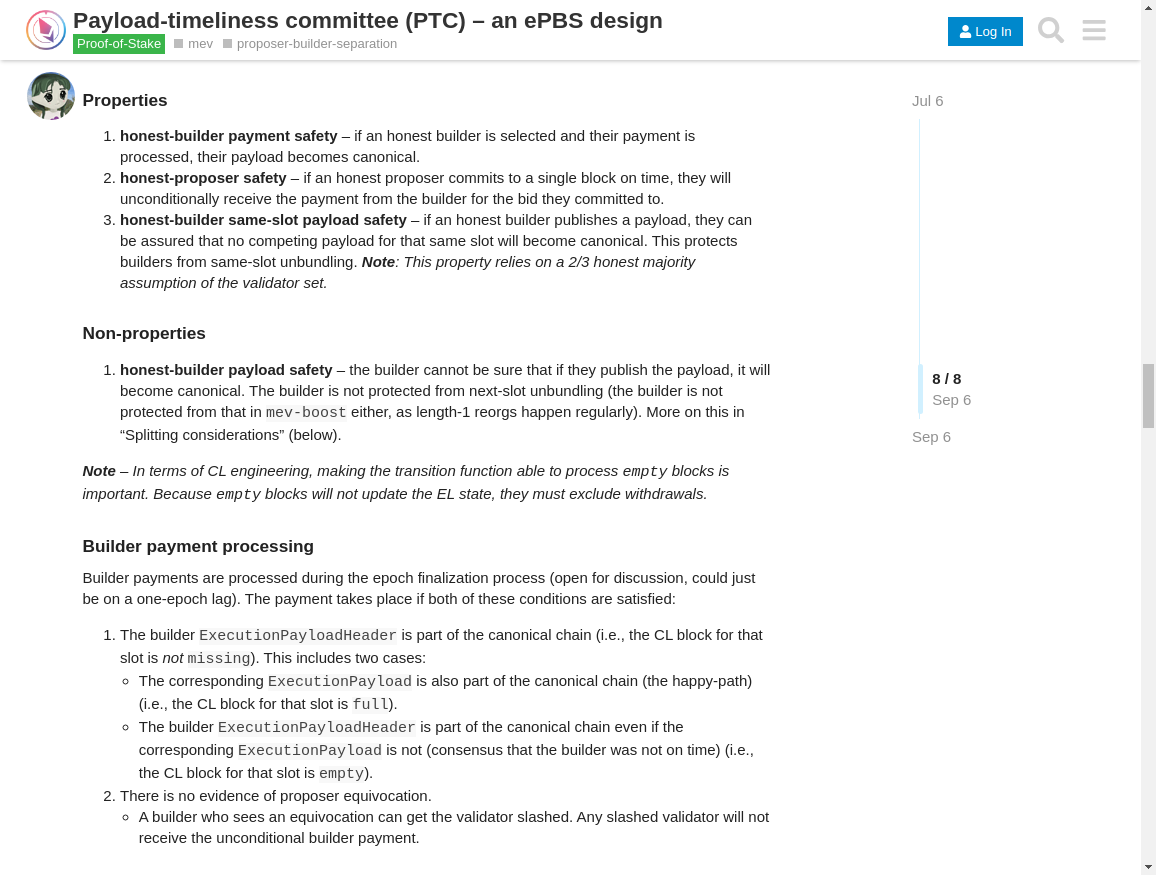 Payload-timeliness committee (PTC) – an ePBS design
Proof-of-Stake mev proposer-builder-separation
Log In
Properties
1. honest-builder payment safety – if an honest builder is selected and their payment is
processed, their payload becomes canonical.
2. honest-proposer safety – if an honest proposer commits to a single block on time, they will
unconditionally receive the payment from the builder for the bid they committed to.
3. honest-builder same-slot payload safety – if an honest builder publishes a payload, they can
be assured that no competing payload for that same slot will become canonical. This protects
builders from same-slot unbundling. Note: This property relies on a 2/3 honest majority
assumption of the validator set.
Non-properties
1. honest-builder payload safety – the builder cannot be sure that if they publish the payload, it will
become canonical. The builder is not protected from next-slot unbundling (the builder is not
protected from that in mev-boost either, as length-1 reorgs happen regularly). More on this in
“Splitting considerations” (below).
Note – In terms of CL engineering, making the transition function able to process empty blocks is
important. Because empty blocks will not update the EL state, they must exclude withdrawals.
Builder payment processing
Builder payments are processed during the epoch finalization process (open for discussion, could just
be on a one-epoch lag). The payment takes place if both of these conditions are satisfied:
1. The builder ExecutionPayloadHeader is part of the canonical chain (i.e., the CL block for that
slot is not missing). This includes two cases:
◦ The corresponding ExecutionPayload is also part of the canonical chain (the happy-path)
(i.e., the CL block for that slot is full).
◦ The builder ExecutionPayloadHeader is part of the canonical chain even if the
corresponding ExecutionPayload is not (consensus that the builder was not on time) (i.e.,
the CL block for that slot is empty).
2. There is no evidence of proposer equivocation.
◦ A builder who sees an equivocation can get the validator slashed. Any slashed validator will not
receive the unconditional builder payment.
Jul 6
8 / 8
Sep 6
Sep 6